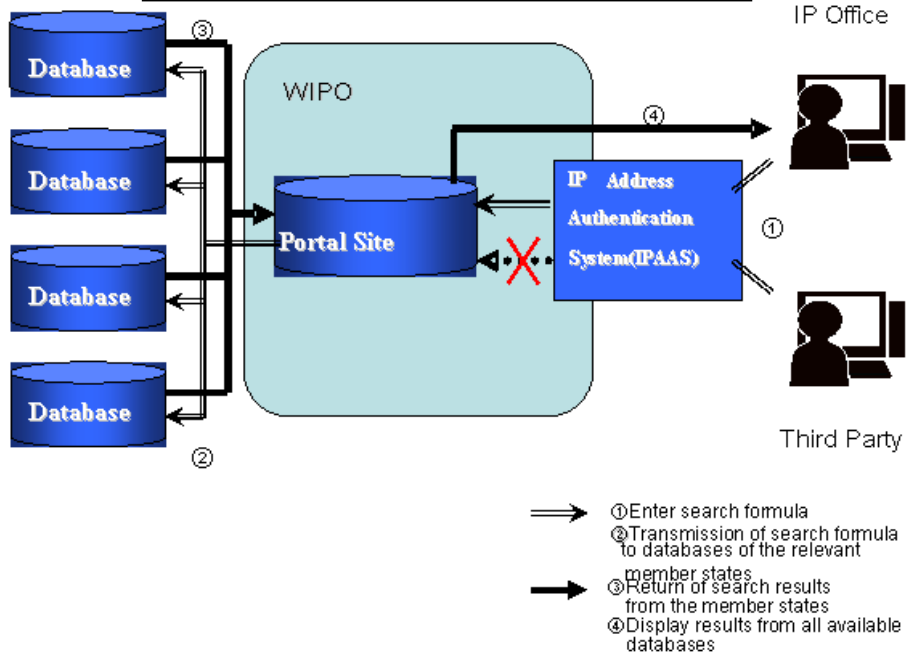 IP Office
③
Database
WIPO
④
Database
IP Address
Authentication
System(IPAAS)
①
Portal Site
Database
Database
②
Third Party
①Enter search formula
②Transmission of search formula
to databases of the relevant
member states
③Return of search results
from the member states
④Display results from all available
databases